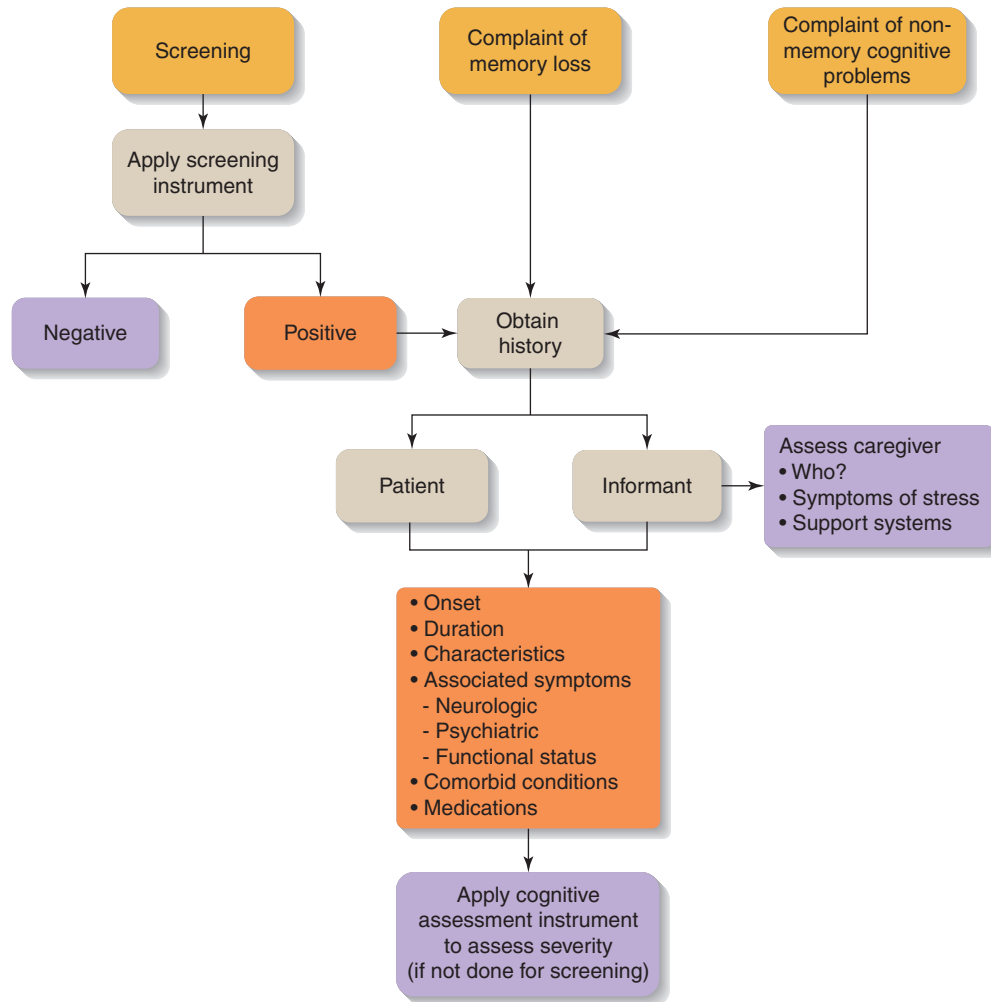 Screening
Complaint of
memory loss
Complaint of non-
memory cognitive
problems
Apply screening
instrument
Negative
Positive
Obtain
history
Patient
Informant
Assess caregiver
• Who?
• Symptoms of stress
• Support systems
• Onset
• Duration
• Characteristics
• Associated symptoms
- Neurologic
- Psychiatric
- Functional status
• Comorbid conditions
• Medications
Apply cognitive
assessment instrument
to assess severity
(if not done for screening)